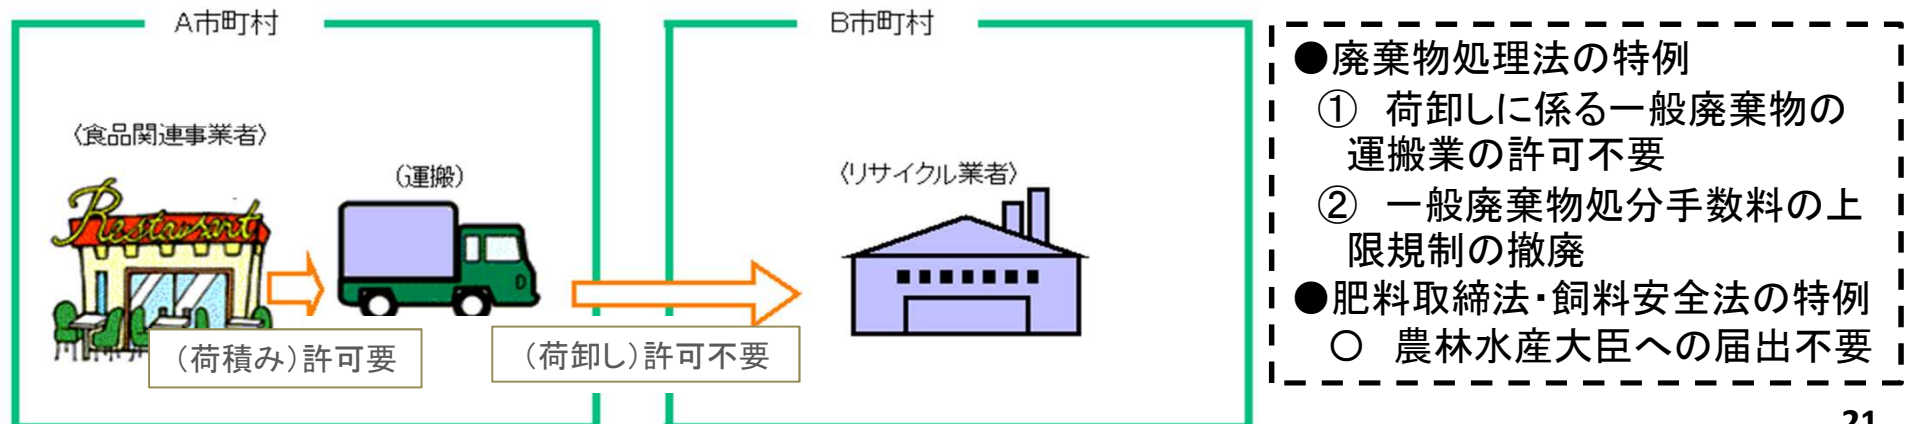 A市町村
B市町村
〈食品関連事業者〉
(運搬)
〈リサイクル業者〉
Restaurant
(荷積み)許可要
(荷卸し)許可不要
●廃棄物処理法の特例
① 荷卸しに係る一般廃棄物の
運搬業の許可不要
② 一般廃棄物処分手数料の上
限規制の撤廃
●肥料取締法・飼料安全法の特例
○ 農林水産大臣への届出不要
21